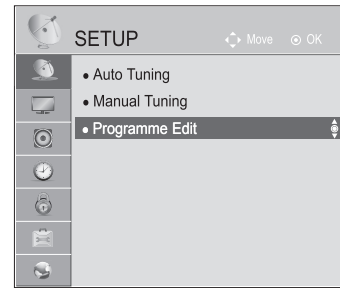 SETUP
Move
OK
Auto Tuning
Manual Tuning
Programme Edit